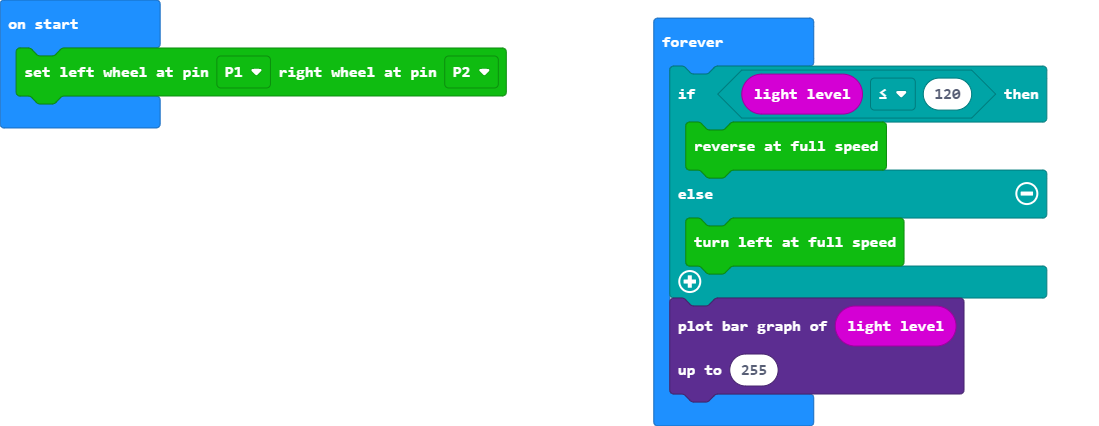 on start
set left wheel at pin P1 right wheel at pin P2
forever
if light level ≤ 120 then
reverse at full speed
else
turn left at full speed
plot bar graph of light level
up to 255